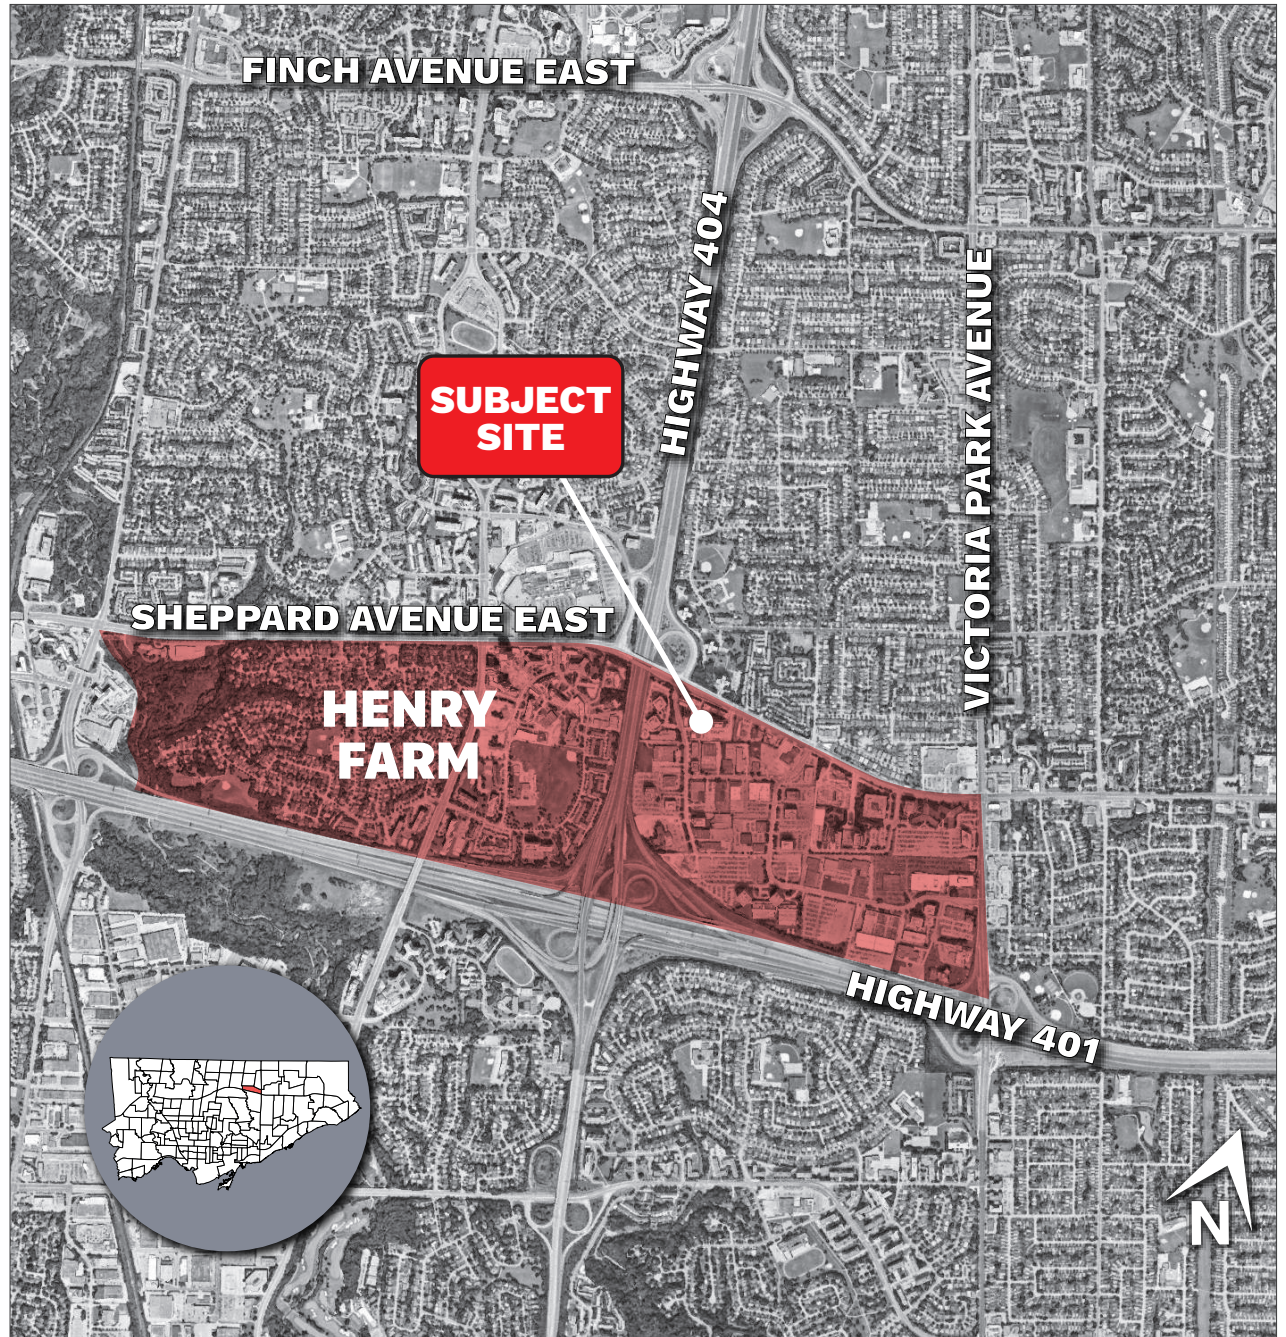 FINCH AVENUE EAST
HIGHWAY 404
VICTORIA PARK AVENUE
SUBJECT
SITE
SHEPPARD AVENUE EAST
HENRY
FARM
HIGHWAY 401
N